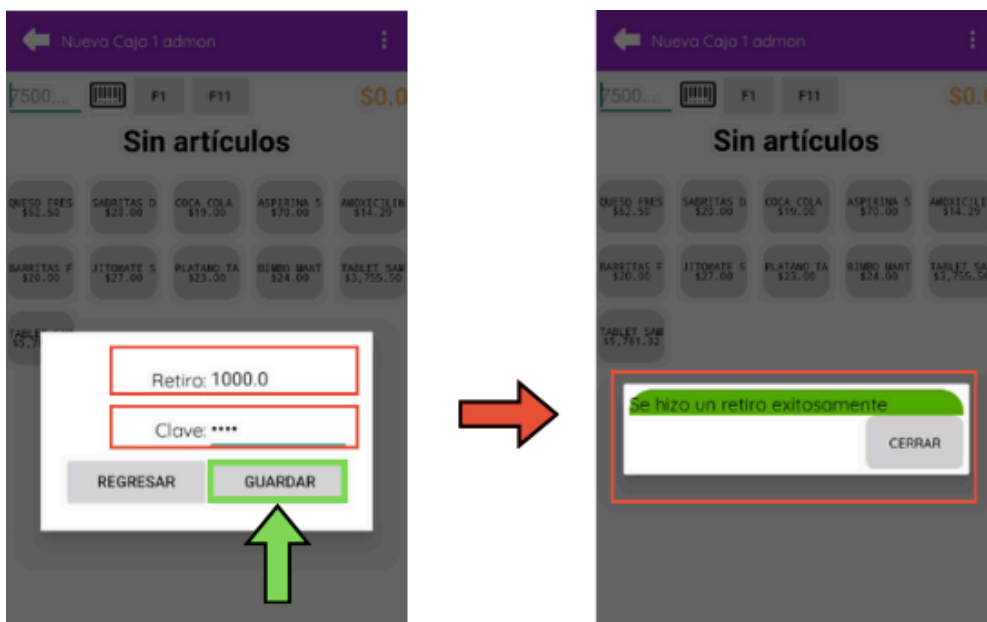 Nueva Caja 1 admon
7500... F1 F11 $0.0
Sin artículos
QUESO FRES SABRITAS D COCA COLA ASPIRINA S AMOXICILIN
$62.50 $20.00 $19.00 $70.00 $14.29
BARRITAS F JITOMATE S PLATANO TA BIMBO MANT TABLET SAM
$20.00 $27.00 $23.00 $24.00 $3,755.50
Retiro: 1000.0
Clave: ••••
REGRESAR GUARDAR
Nueva Caja 1 admon
7500... F1 F11 $0.
Sin artículos
QUESO FRES SABRITAS D COCA COLA ASPIRINA S AMOXICILI
$62.50 $20.00 $19.00 $70.00 $14.29
BARRITAS F JITOMATE S PLATANO TA BIMBO MANT TABLET SA
$20.00 $27.00 $23.00 $24.00 $3,755.50
TABLET SAM
$5,781.32
Se hizo un retiro exitosamente
CERRAR